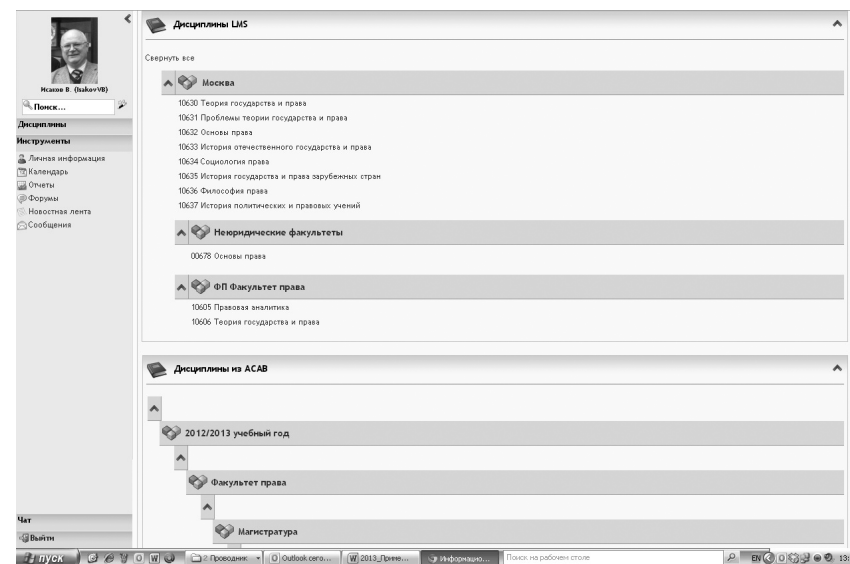 Исаков В. (IsakovVB)
Поиск...
Дисциплины
Инструменты
Личная информация
Календарь
Отчеты
Форумы
Новостная лента
Сообщения
Чат
Выйти
Дисциплины LMS
Свернуть все
Москва
10630 Теория государства и права
10631 Проблемы теории государства и права
10632 Основы права
10633 История отечественного государства и права
10634 Социология права
10635 История государства и права зарубежных стран
10636 Философия права
10637 История политических и правовых учений
Неюридические факультеты
00678 Основы права
ФП Факультет права
10605 Правовая аналитика
10606 Теория государства и права
Дисциплины из АСАВ
2012/2013 учебный год
Факультет права
Магистратура
пуск
2 Проводник
Outlook сего...
2013_Приме...
Информацио...
Поиск на рабочем столе
EN
13: